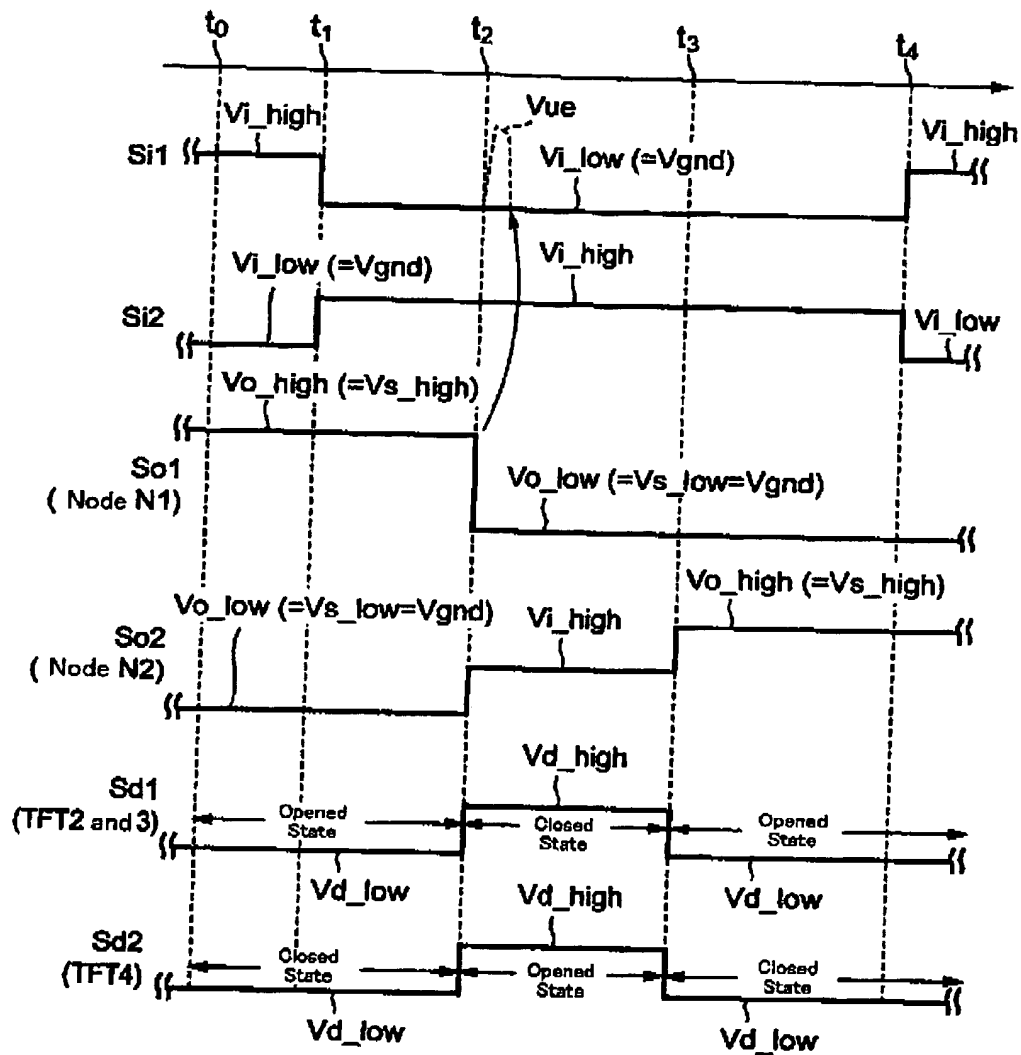 t0 t1 t2 t3 t4
Vue
Vi_high
Vi_low (=Vgnd)
Vi_high
Si1
Vi_low (=Vgnd)
Vi_high
Si2
Vi_low
Vo_high (=Vs_high)
So1
( Node N1)
Vo_low (=Vs_low=Vgnd)
Vo_low (=Vs_low=Vgnd)
Vi_high
Vo_high (=Vs_high)
So2
( Node N2)
Vd_high
Sd1
(TFT2 and 3)
Opened
State
Closed
State
Opened
State
Vd_low
Vd_low
Vd_high
Sd2
(TFT4)
Closed
State
Opened
State
Closed
State
Vd_low
Vd_low